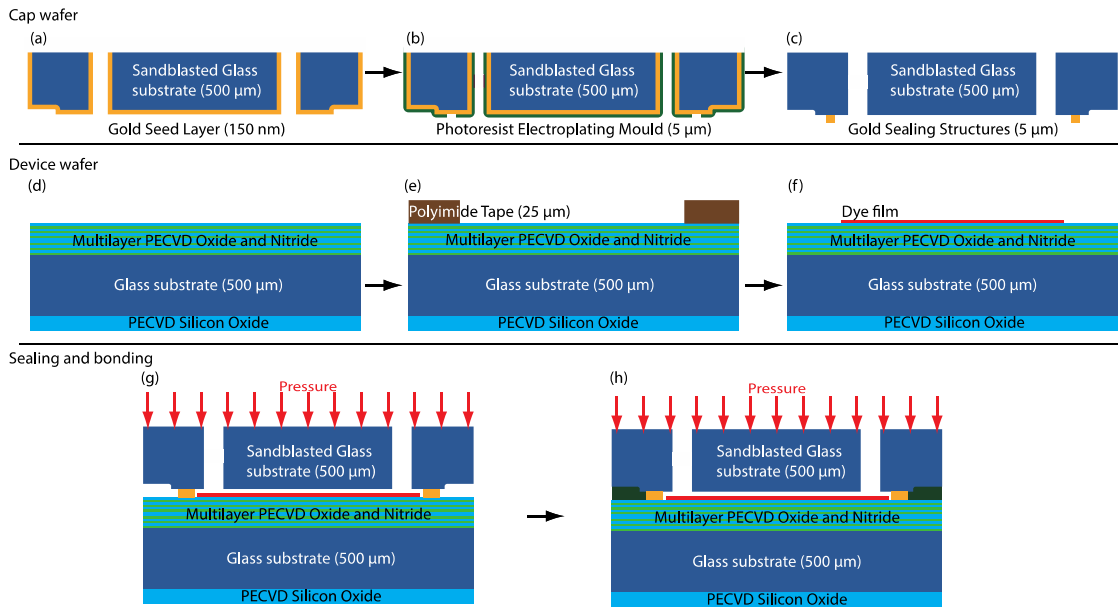 Cap wafer
(a)
(b)
(c)
Sandblasted Glass
substrate (500 µm)
Sandblasted Glass
substrate (500 µm)
Sandblasted Glass
substrate (500 µm)
Gold Seed Layer (150 nm)
Photoresist Electroplating Mould (5 µm)
Gold Sealing Structures (5 µm)
Device wafer
(d)
(e)
(f)
Polyimide Tape (25 µm)
Dye film
Multilayer PECVD Oxide and Nitride
Multilayer PECVD Oxide and Nitride
Multilayer PECVD Oxide and Nitride
Glass substrate (500 µm)
Glass substrate (500 µm)
Glass substrate (500 µm)
PECVD Silicon Oxide
PECVD Silicon Oxide
PECVD Silicon Oxide
Sealing and bonding
(g)
(h)
Pressure
Pressure
Sandblasted Glass
substrate (500 µm)
Sandblasted Glass
substrate (500 µm)
Multilayer PECVD Oxide and Nitride
Multilayer PECVD Oxide and Nitride
Glass substrate (500 µm)
Glass substrate (500 µm)
PECVD Silicon Oxide
PECVD Silicon Oxide